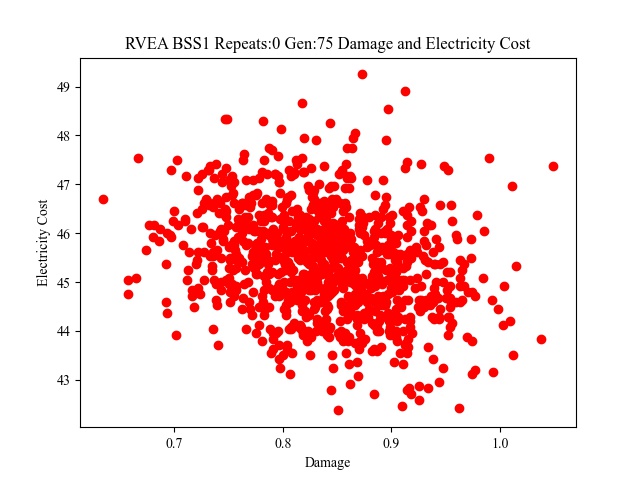 RVEA BSS1 Repeats:0 Gen:75 Damage and Electricity Cost
49
48
47
46
45
44
43
Electricity Cost
0.7 0.8 0.9 1.0
Damage